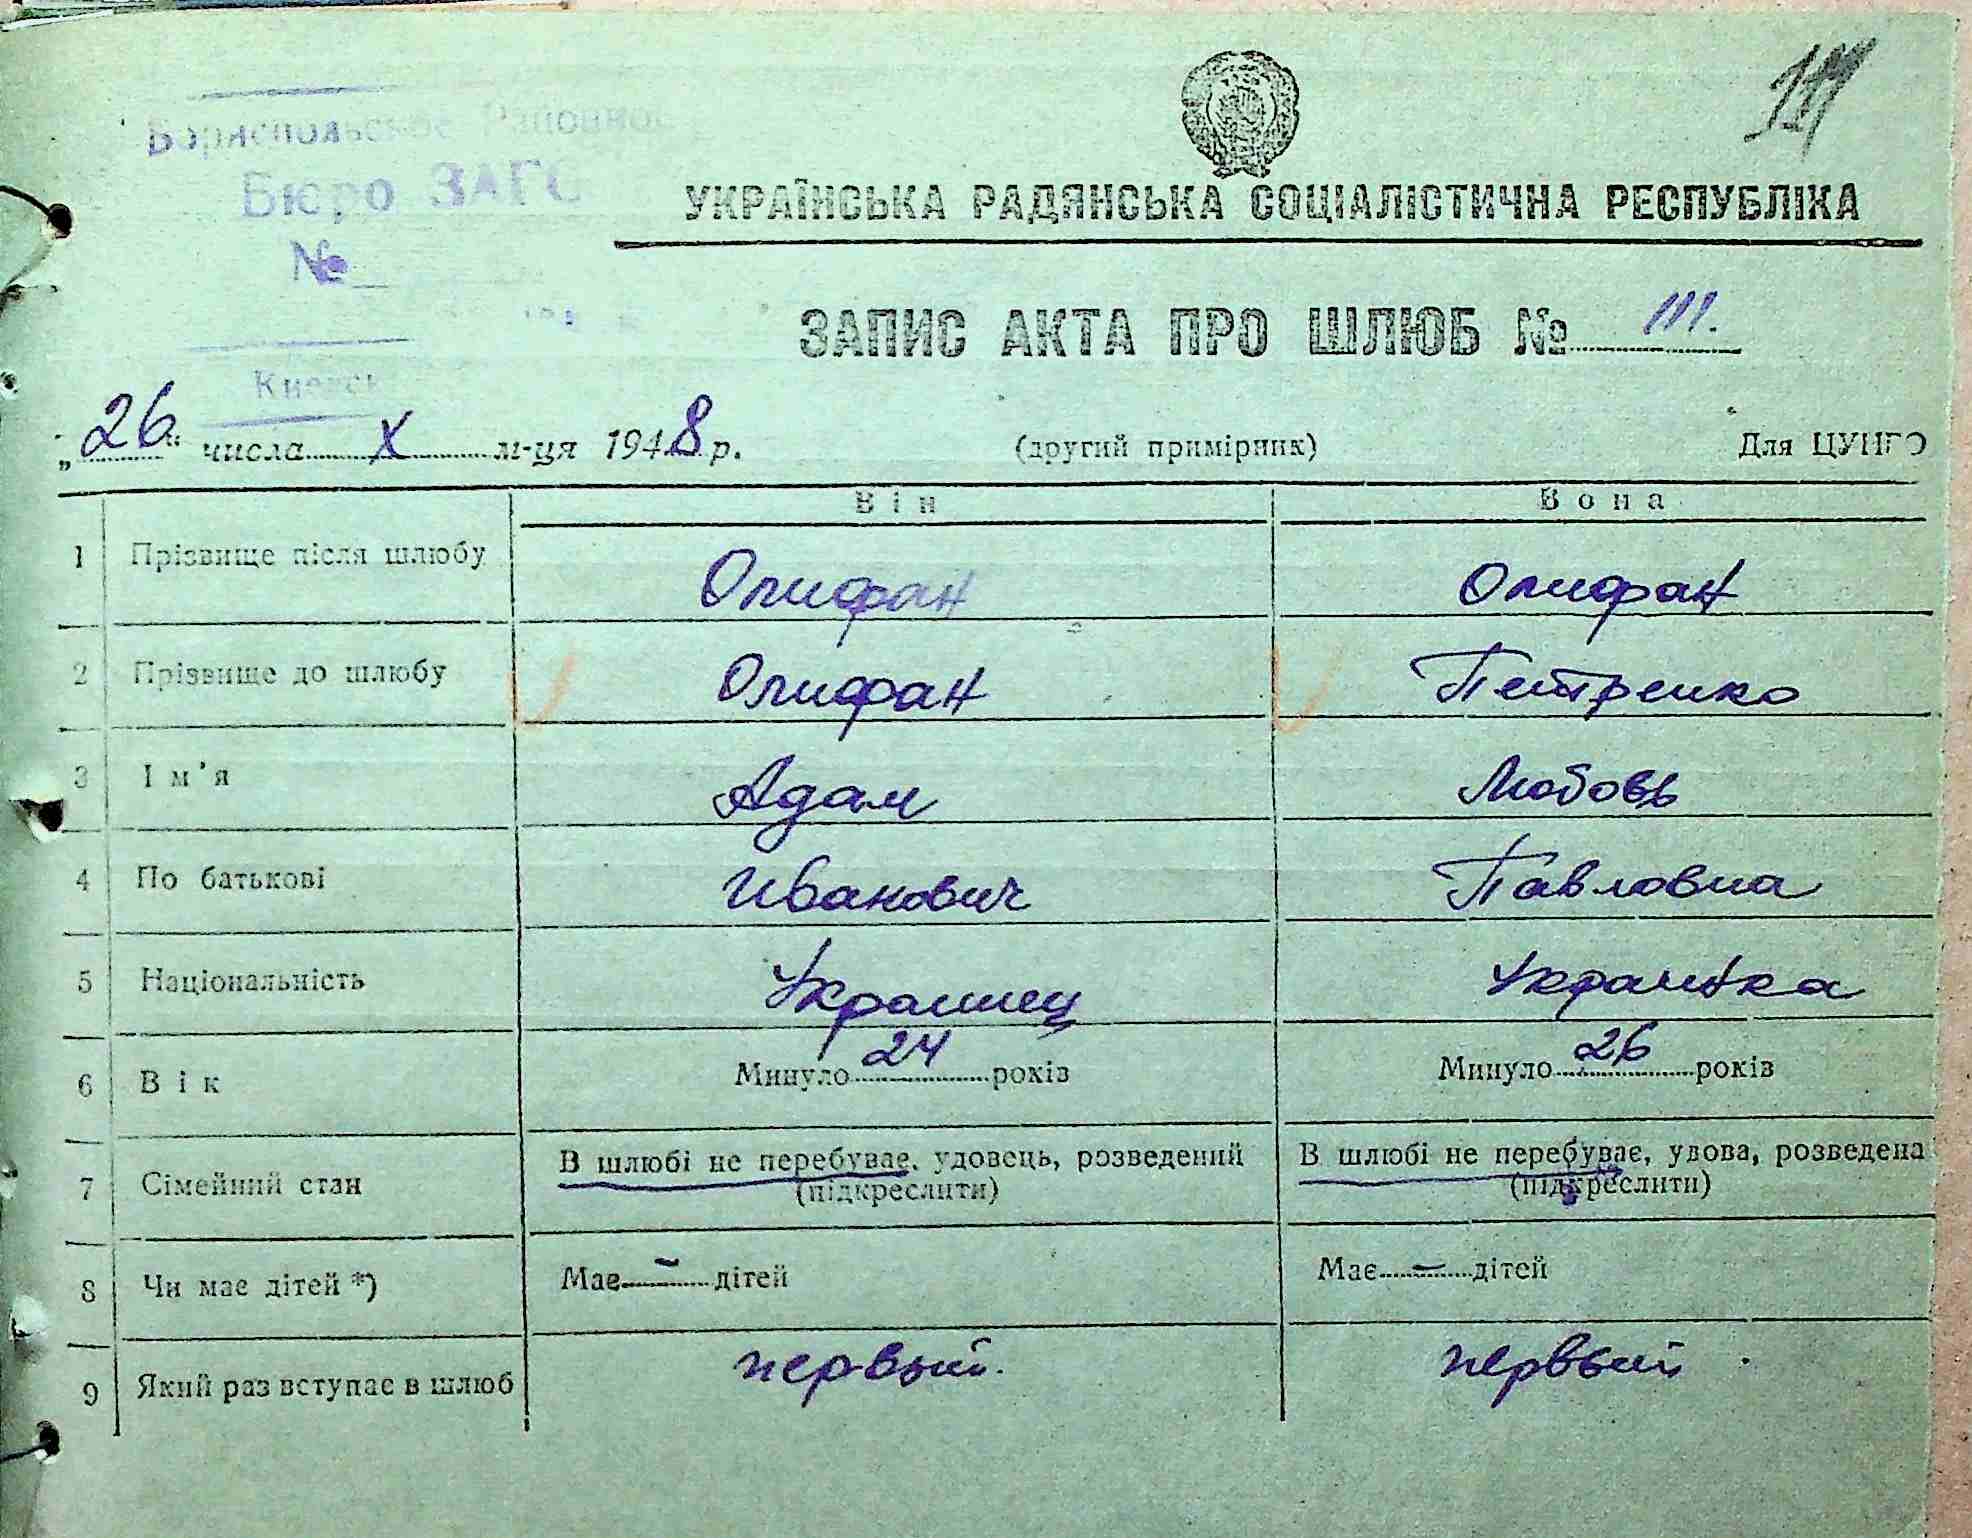 Бориспольское Районное
Бюро ЗАГС
№
Киевск
111
УКРАЇНСЬКА РАДЯНСЬКА СОЦІАЛІСТИЧНА РЕСПУБЛІКА
ЗАПИС АКТА ПРО ШЛЮБ № 111.
„26“ числа X м-ця 1948 р. (другий примірник) Для ЦУНГО
Він Вона
1 Прізвище після шлюбу Олифан Олифан
2 Прізвище до шлюбу Олифан Петренко
3 Ім'я Адам Любовь
4 По батькові Иванович Павловна
5 Національність Украинец Украинка
6 Вік Минуло 24 років Минуло 26 років
7 Сімейний стан В шлюбі не перебуває, удовець, розведений В шлюбі не перебуває, удова, розведена
(підкреслити) (підкреслити)
8 Чи має дітей *) Має – дітей Має – дітей
9 Який раз вступає в шлюб первый. первый.